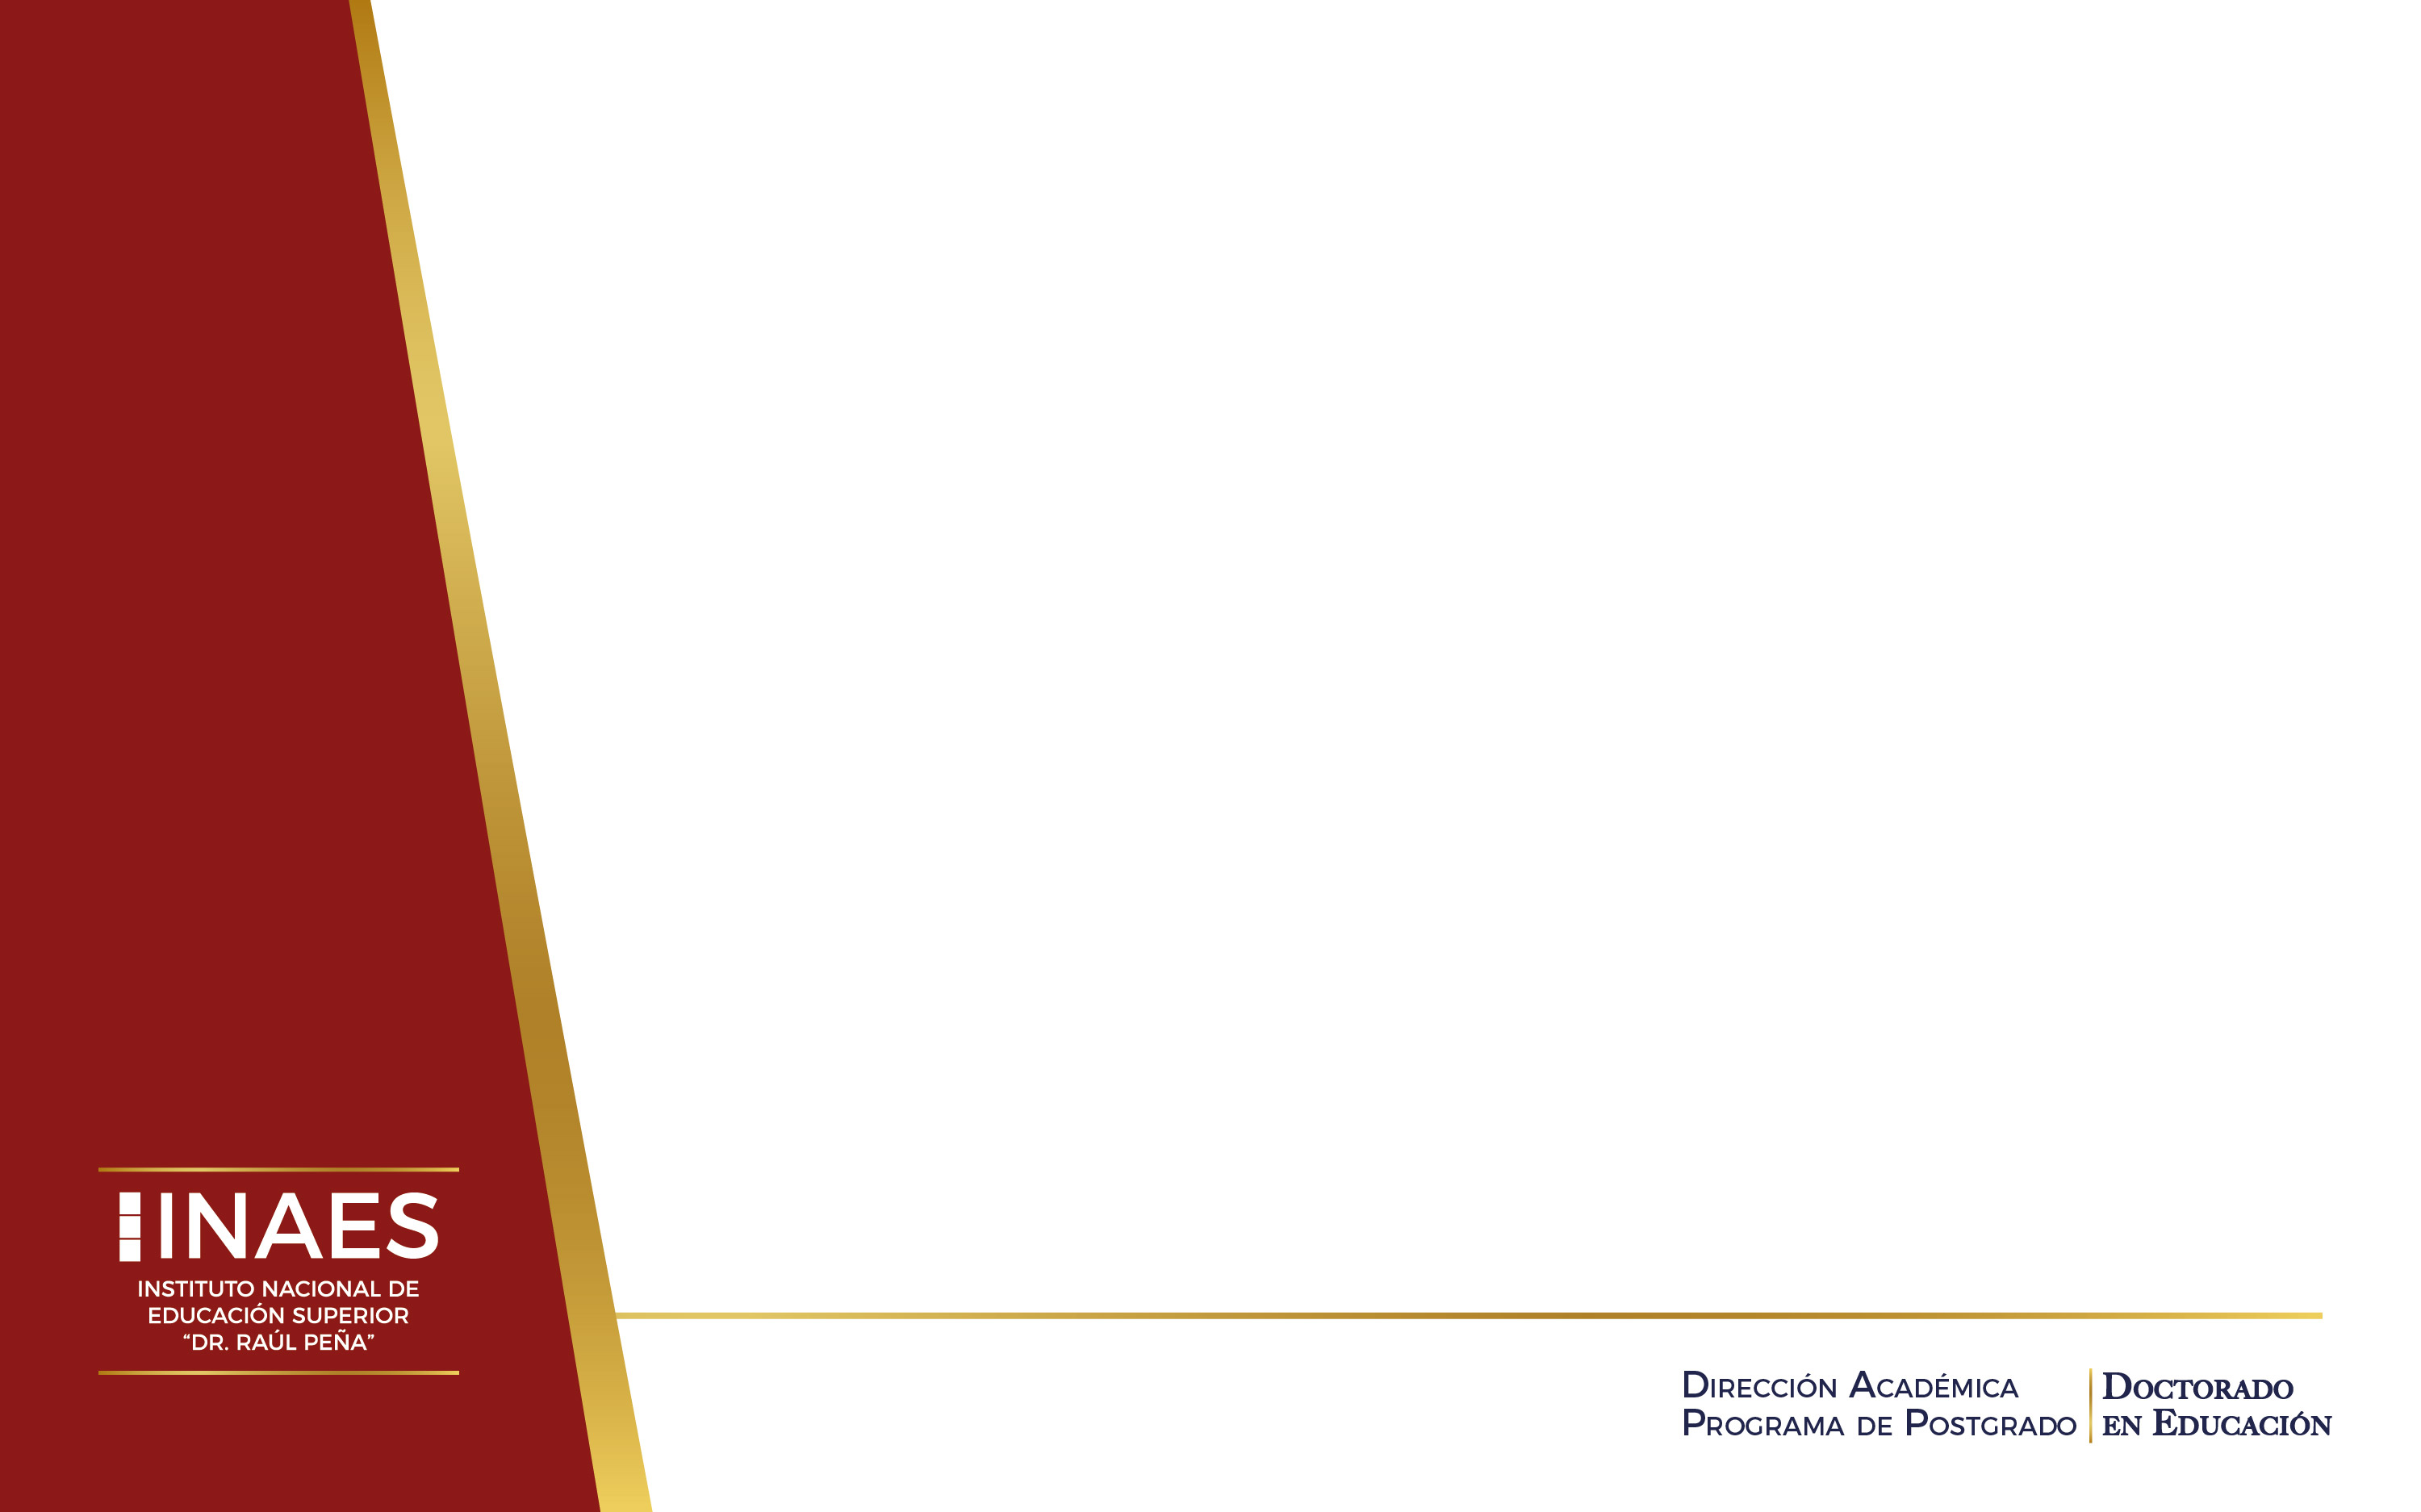 INAES
INSTITUTO NACIONAL DE
EDUCACIÓN SUPERIOR
“DR. RAÚL PEÑA”
Dirección Académica
Programa de Postgrado
Doctorado
en Educación